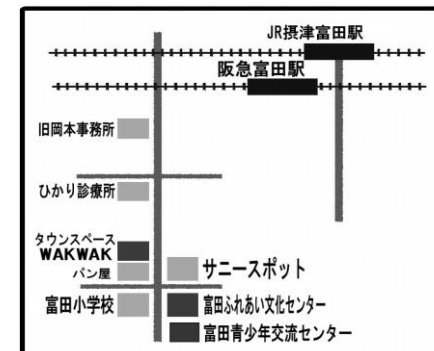 JR摂津富田駅
阪急富田駅
旧岡本事務所
ひかり診療所
タウンスペース
WAKWAK
パン屋
サニースポット
富田小学校
富田ふれあい文化センター
富田青少年交流センター